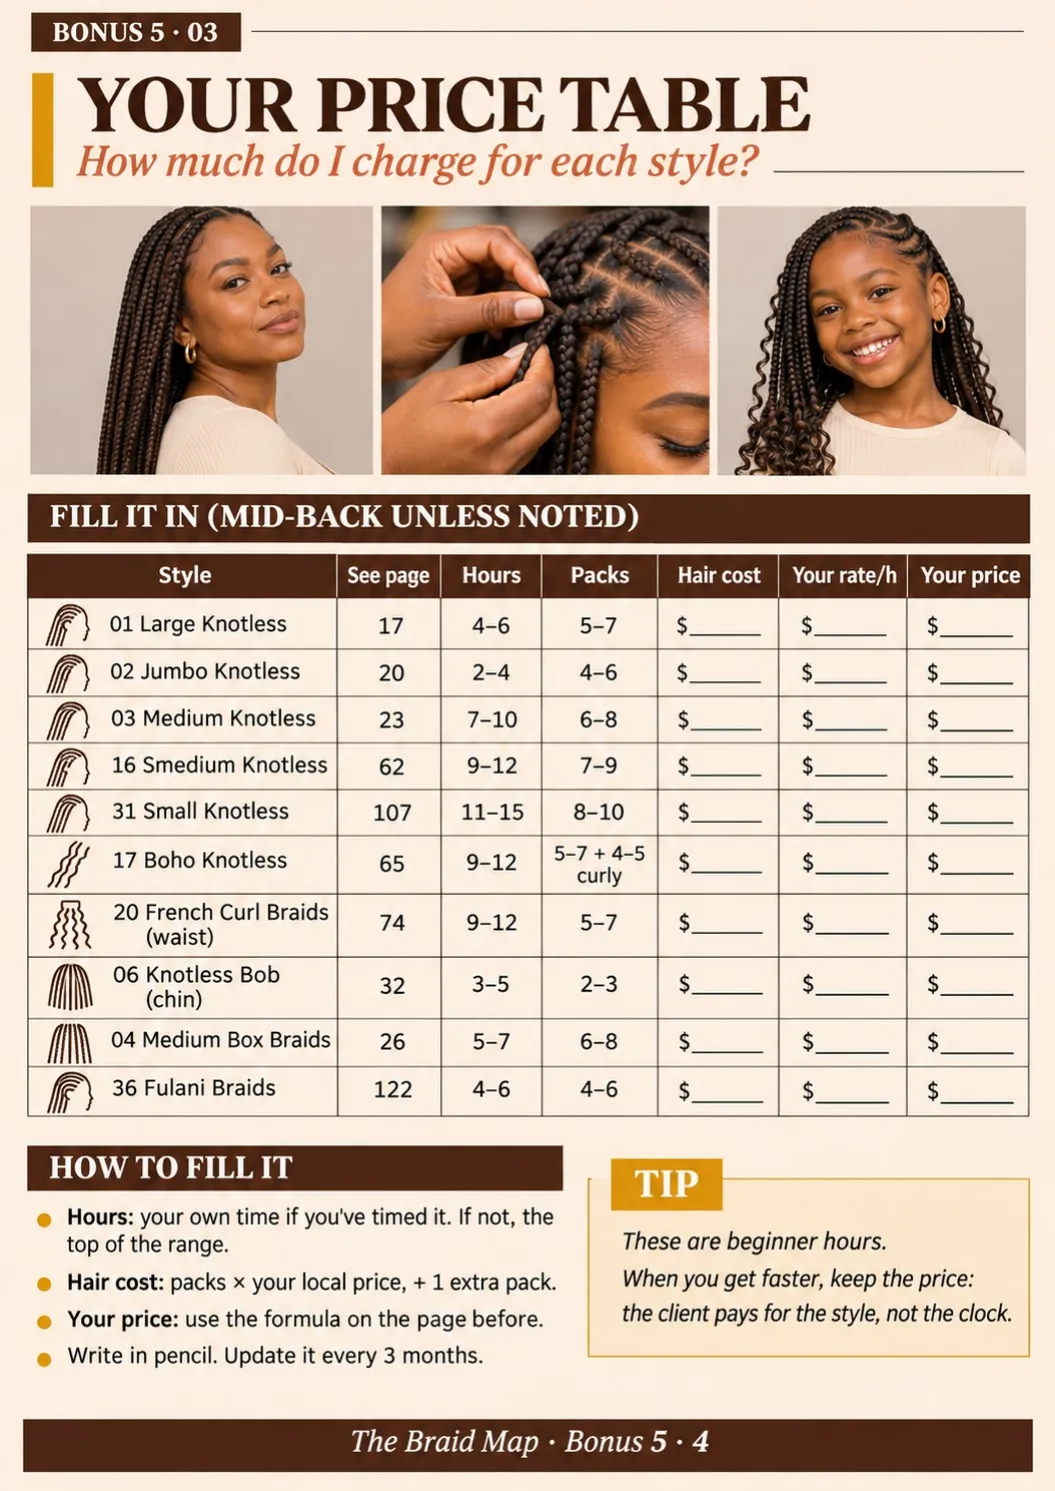 BONUS 5 · 03
YOUR PRICE TABLE
How much do I charge for each style?
FILL IT IN (MID-BACK UNLESS NOTED)
Style See page Hours Packs Hair cost Your rate/h Your price
01 Large Knotless 17 4–6 5–7 $______ $______ $______
02 Jumbo Knotless 20 2–4 4–6 $______ $______ $______
03 Medium Knotless 23 7–10 6–8 $______ $______ $______
16 Smedium Knotless 62 9–12 7–9 $______ $______ $______
31 Small Knotless 107 11–15 8–10 $______ $______ $______
17 Boho Knotless 65 9–12 5–7 + 4–5 curly $______ $______ $______
20 French Curl Braids (waist) 74 9–12 5–7 $______ $______ $______
06 Knotless Bob (chin) 32 3–5 2–3 $______ $______ $______
04 Medium Box Braids 26 5–7 6–8 $______ $______ $______
36 Fulani Braids 122 4–6 4–6 $______ $______ $______
HOW TO FILL IT
Hours: your own time if you've timed it. If not, the
top of the range.
Hair cost: packs × your local price, + 1 extra pack.
Your price: use the formula on the page before.
Write in pencil. Update it every 3 months.
TIP
These are beginner hours.
When you get faster, keep the price:
the client pays for the style, not the clock.
The Braid Map · Bonus 5 · 4